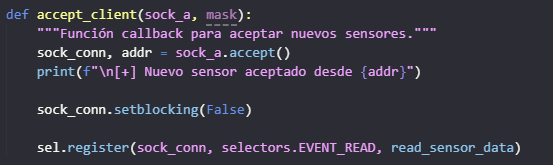 def accept_client(sock_a, mask):
    """Función callback para aceptar nuevos sensores."""
    sock_conn, addr = sock_a.accept()
    print(f"\n[+] Nuevo sensor aceptado desde {addr}")

    sock_conn.setblocking(False)

    sel.register(sock_conn, selectors.EVENT_READ, read_sensor_data)